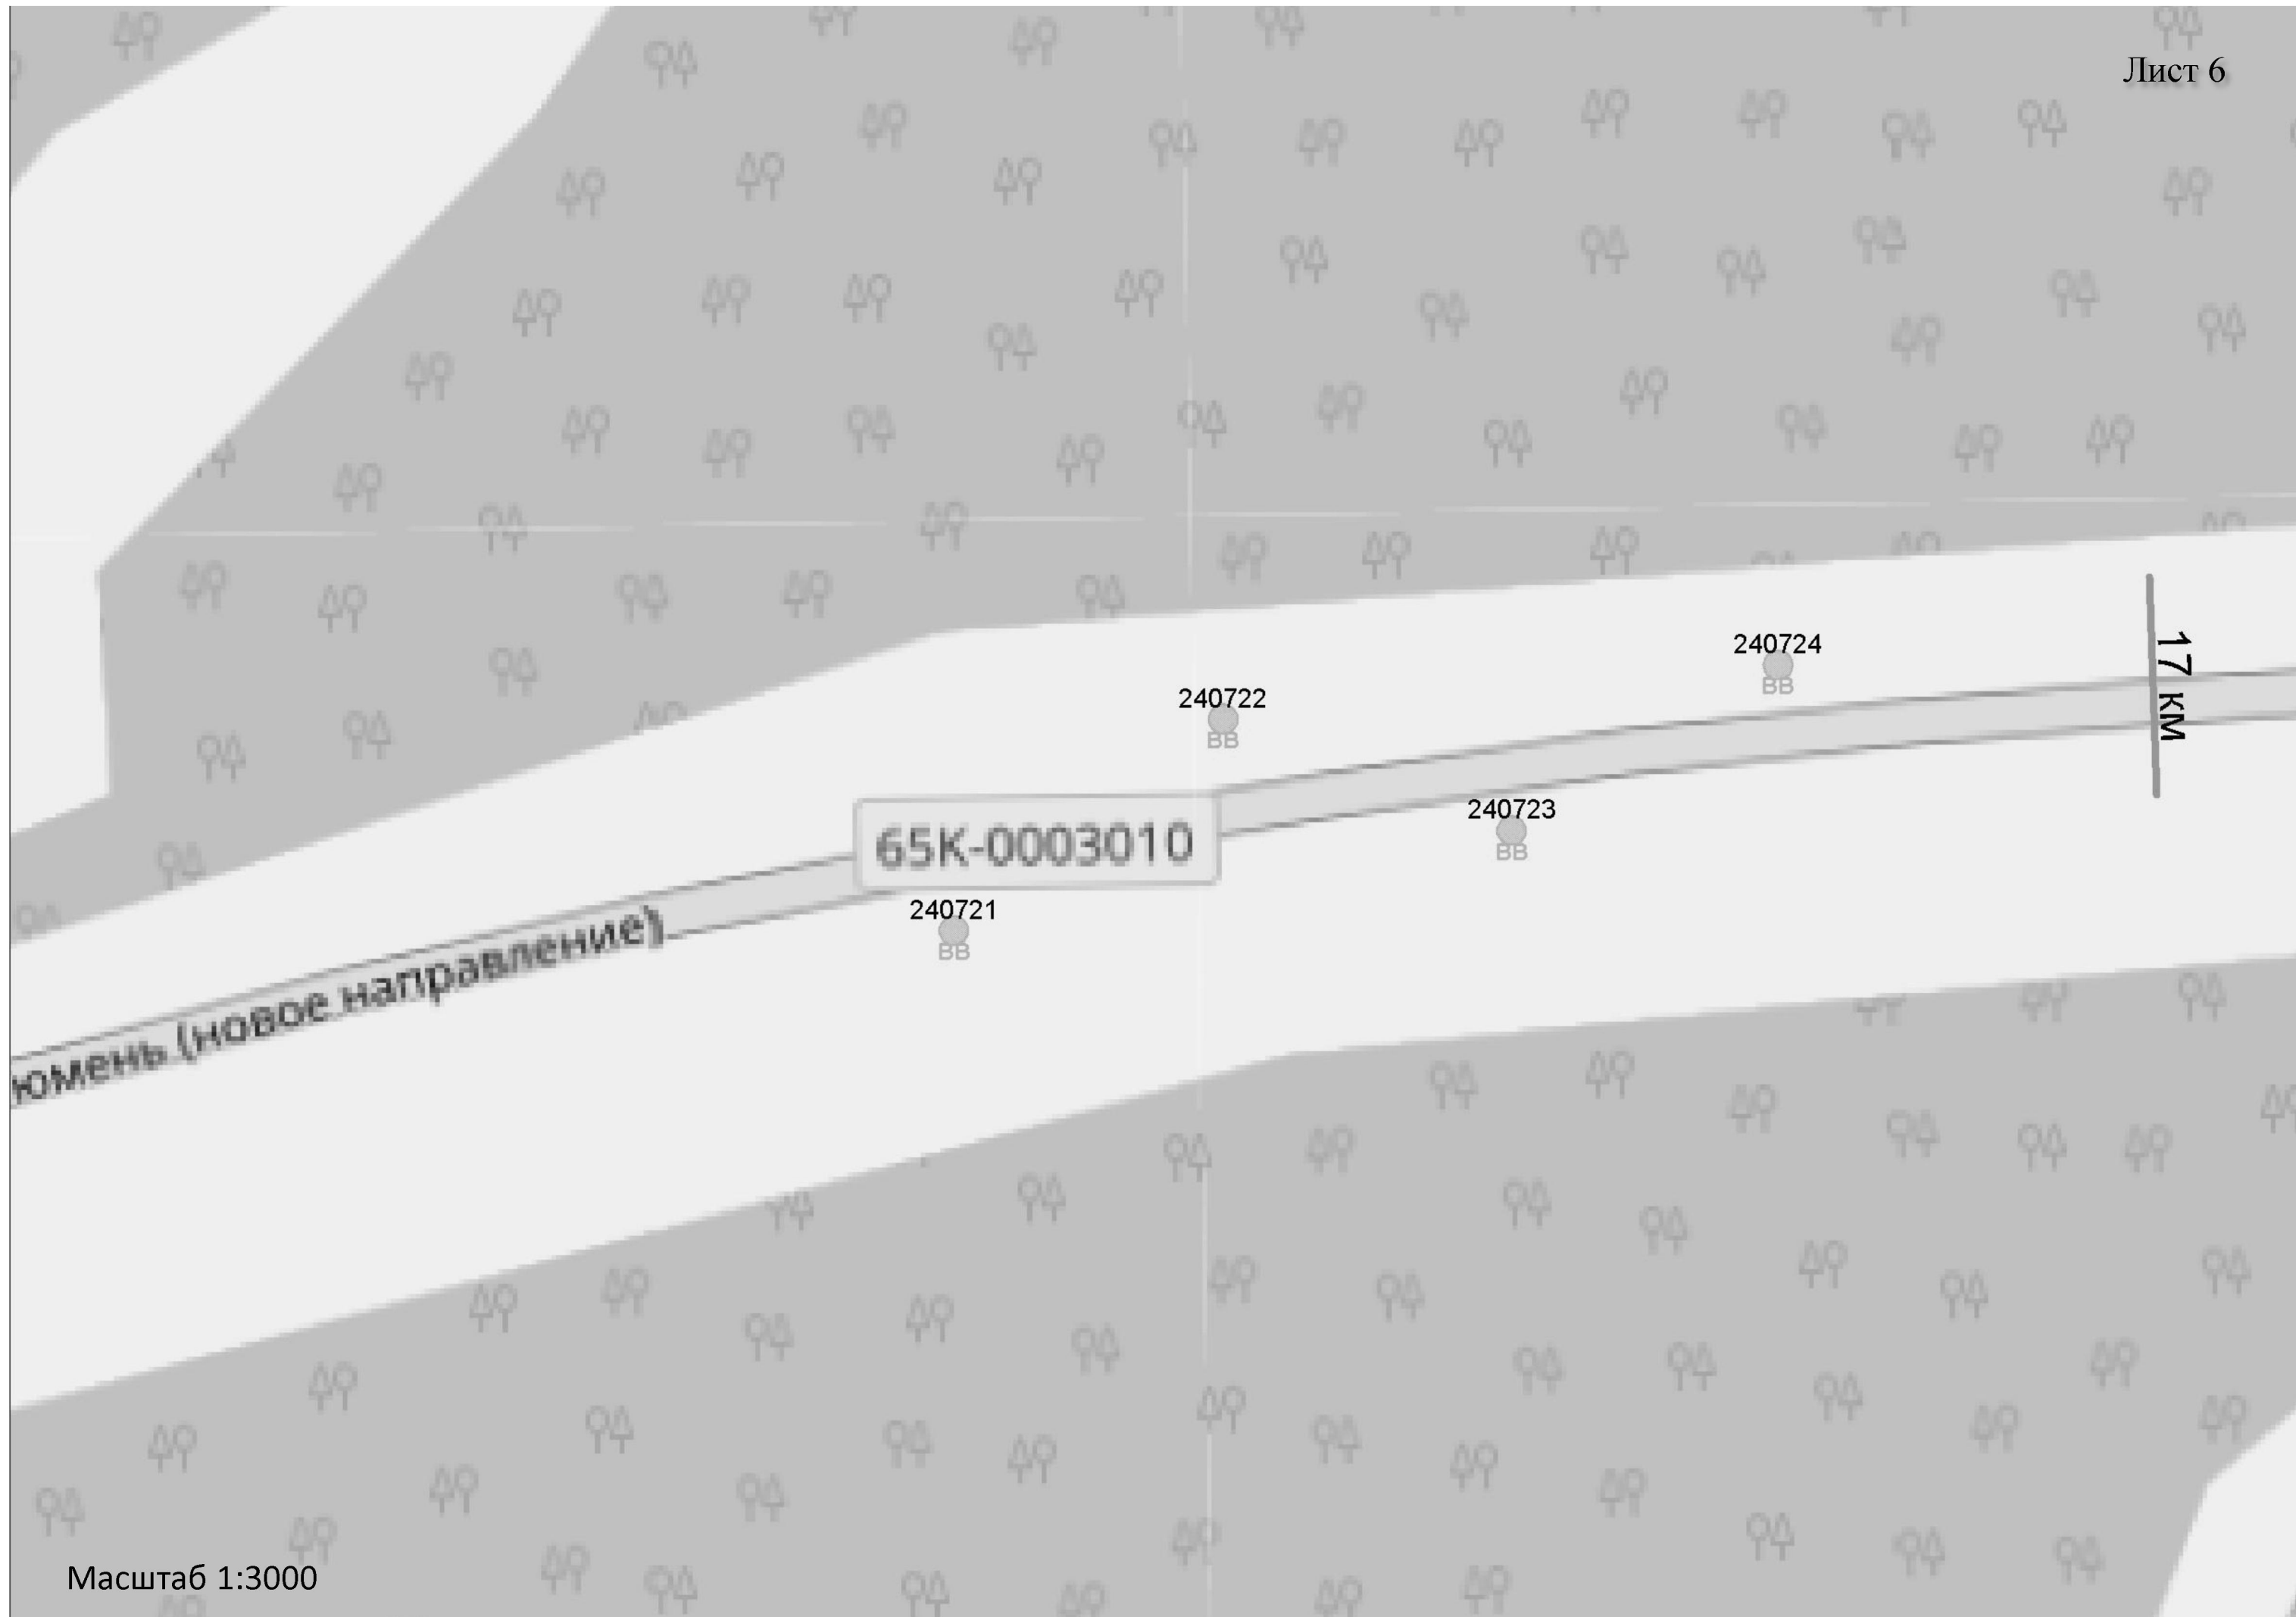 Лист 6
240724
17 км
240722
240723
65К-0003010
240721
юмень (новое направление)
ВВ
ВВ
ВВ
ВВ
Масштаб 1:3000